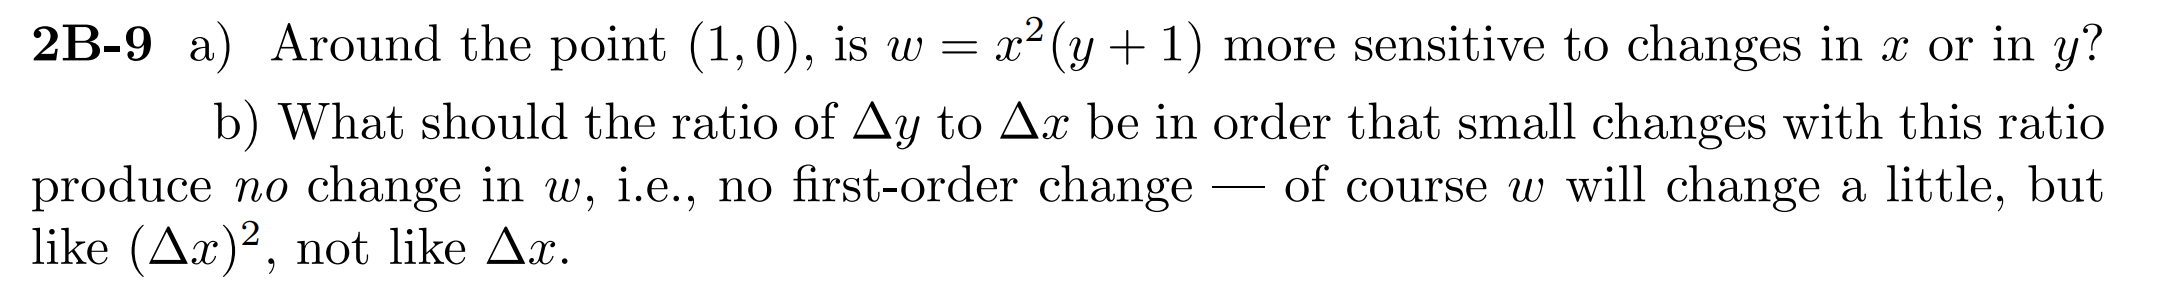 2B-9 a) Around the point (1, 0), is w = x²(y + 1) more sensitive to changes in x or in y?
b) What should the ratio of Δy to Δx be in order that small changes with this ratio
produce no change in w, i.e., no first-order change — of course w will change a little, but
like (Δx)², not like Δx.